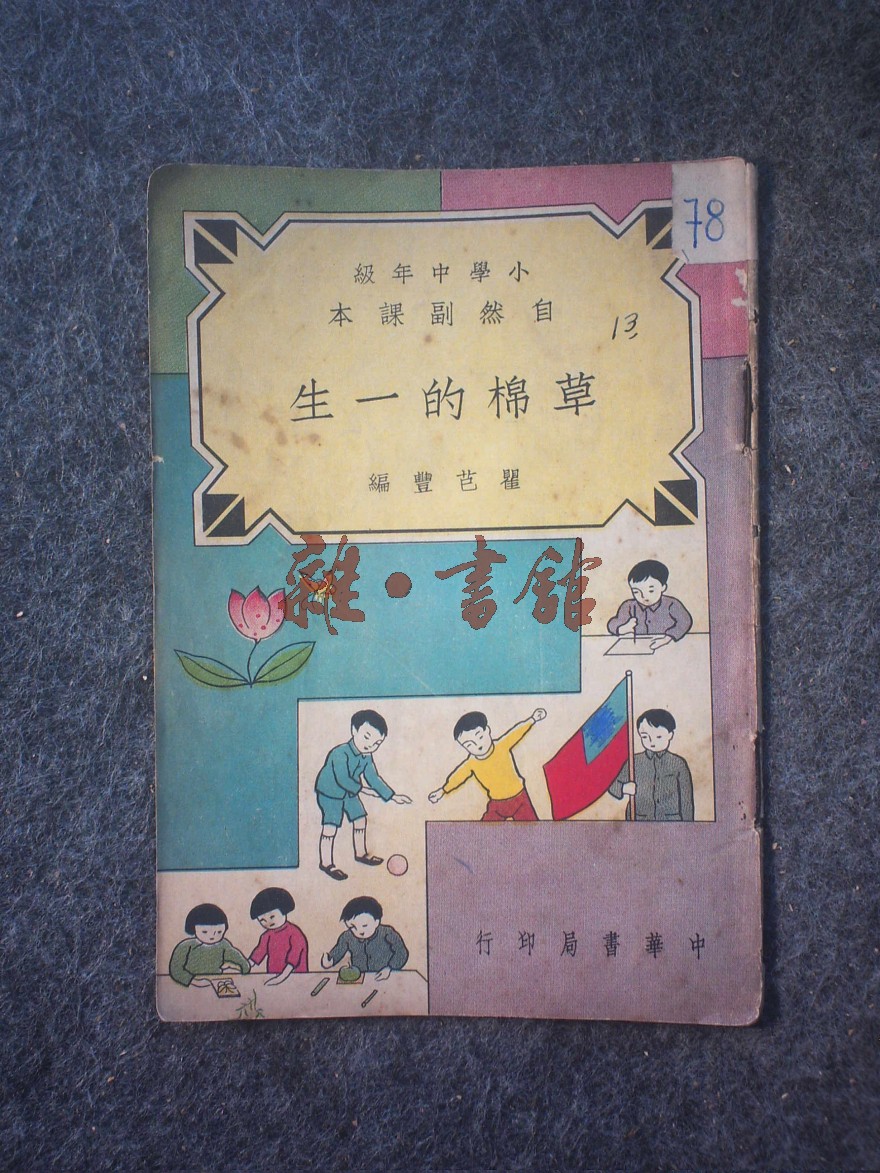 78
小學中年級
自然副課本
13
草棉的一生
瞿芑豐編
雜·書館
中華書局印行